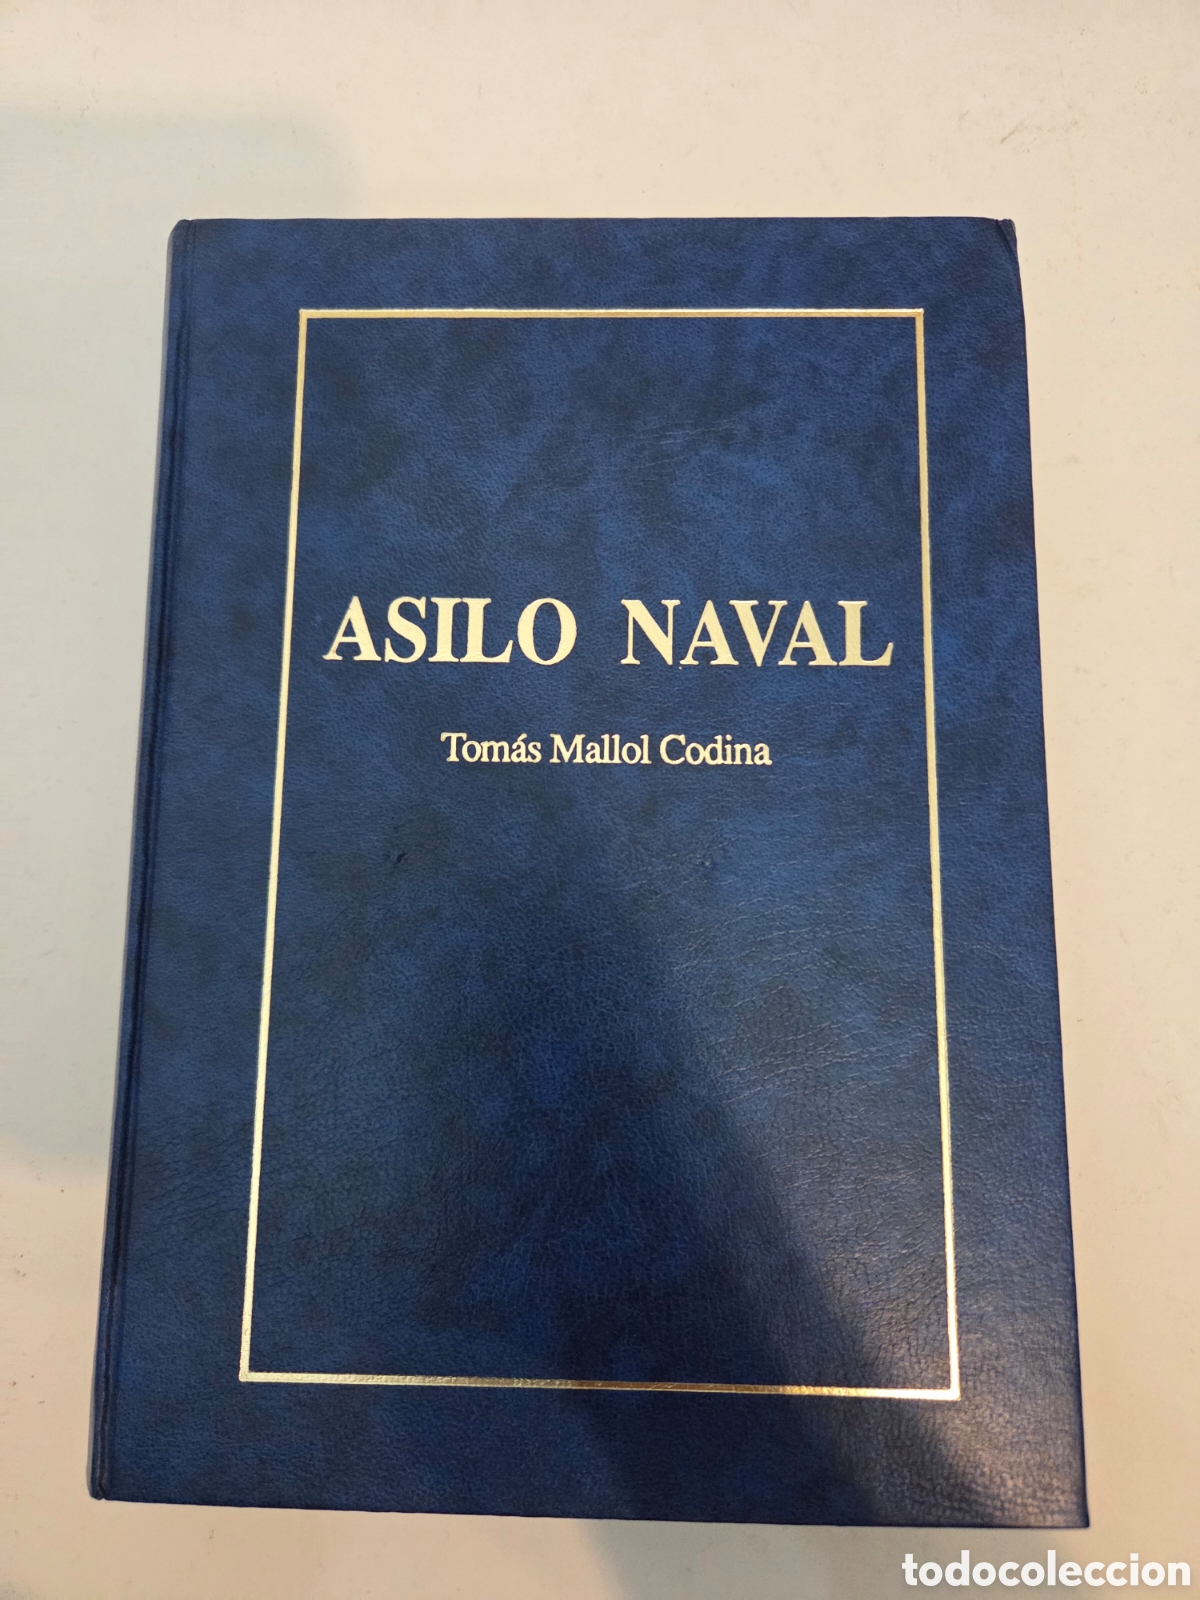 ASILO NAVAL
Tomás Mallol Codina
todocoleccion